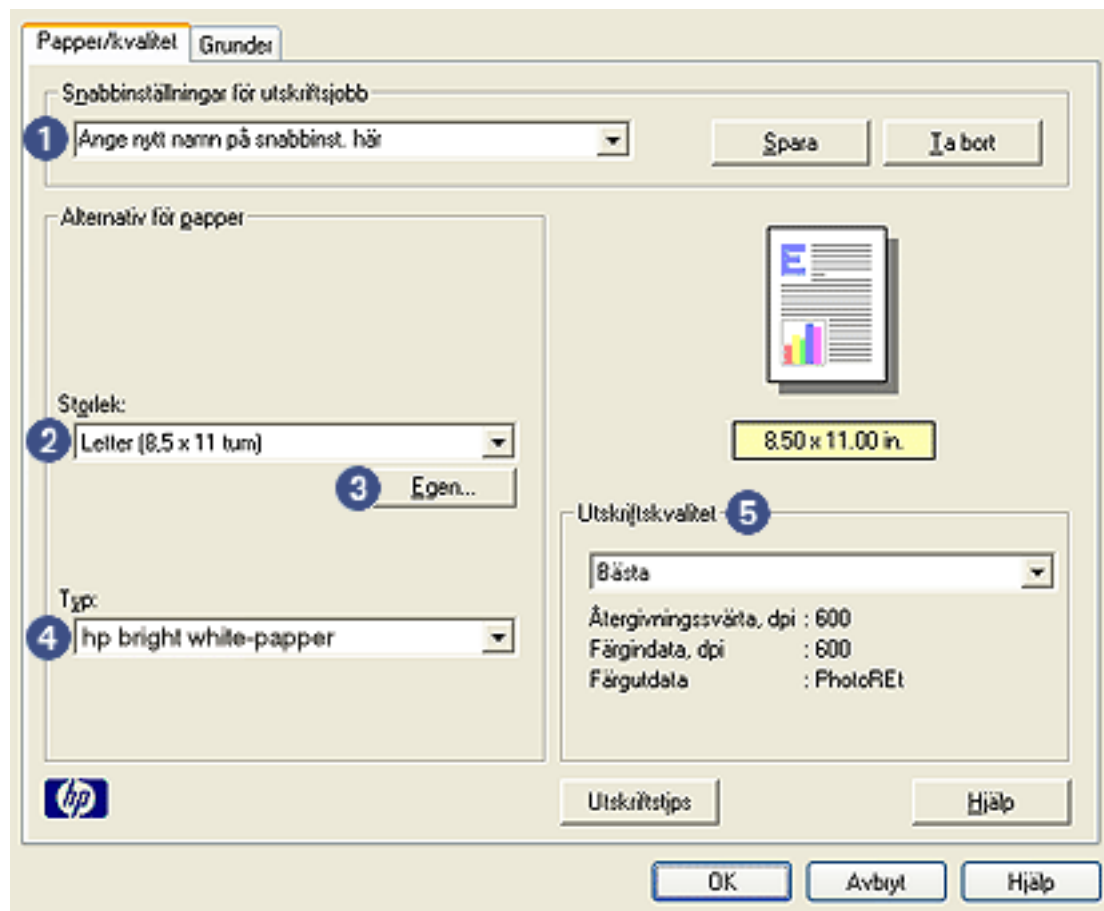 Papper/kvalitet Grunder
Snabbinställningar för utskriftsjobb
1 Ange nytt namn på snabbinst. här Spara Ta bort
Alternativ för papper
E
Storlek:
2 Letter (8,5 x 11 tum)
8.50 x 11.00 in.
3 Egen...
Utskriftskvalitet 5
Bästa
Typ:
4 hp bright white-papper
Återgivningssvärta, dpi : 600
Färgindata, dpi : 600
Färgutdata : PhotoREt
hp
Utskriftstips Hjälp
OK Avbryt Hjälp